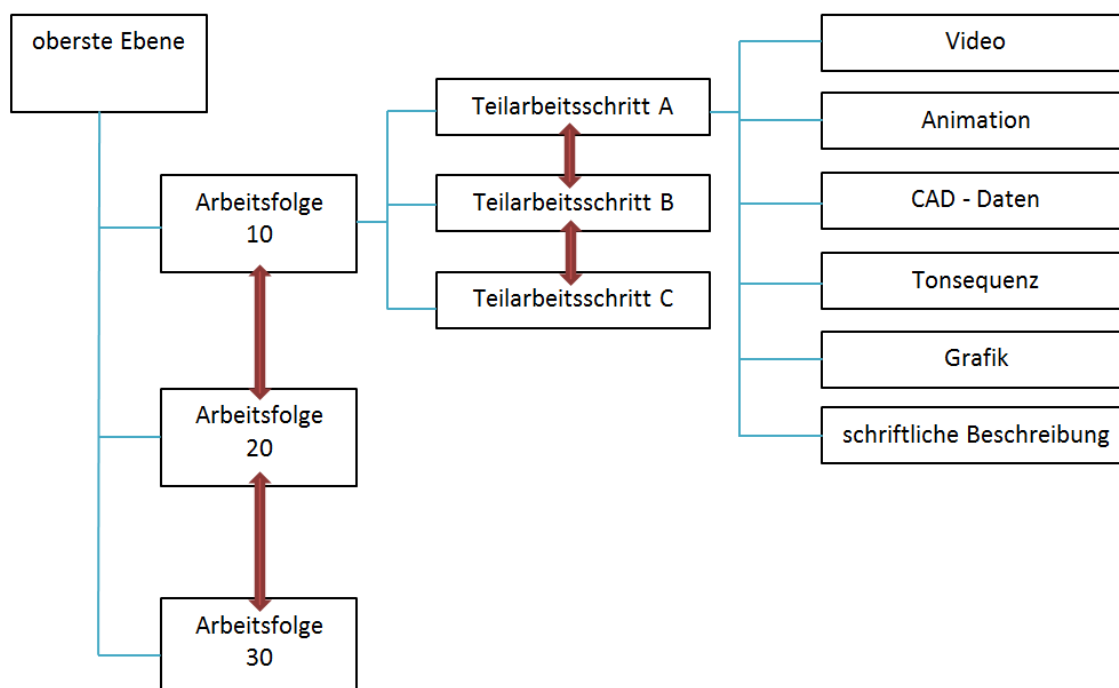 oberste Ebene
Arbeitsfolge
10
Arbeitsfolge
20
Arbeitsfolge
30
Teilarbeitsschritt A
Teilarbeitsschritt B
Teilarbeitsschritt C
Video
Animation
CAD - Daten
Tonsequenz
Grafik
schriftliche Beschreibung